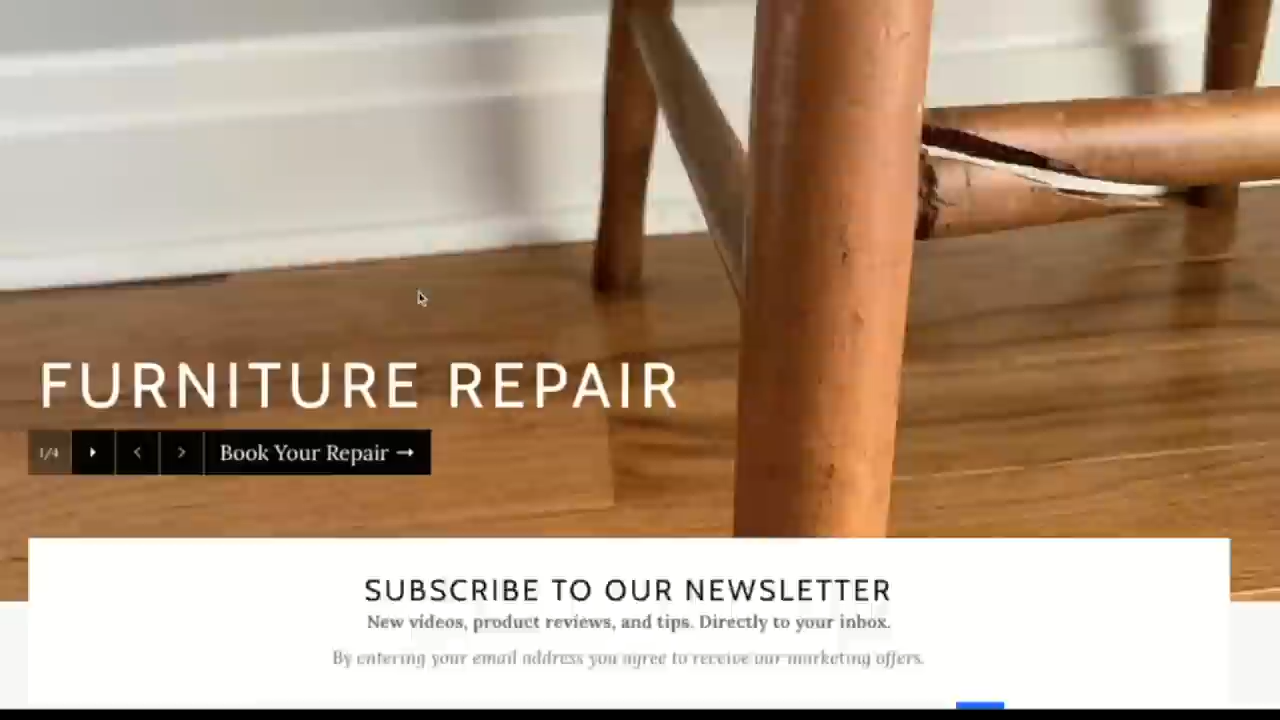 FURNITURE REPAIR
1/4
Book Your Repair →
SUBSCRIBE TO OUR NEWSLETTER
New videos, product reviews, and tips. Directly to your inbox.
By entering your email address you agree to receive our marketing offers.